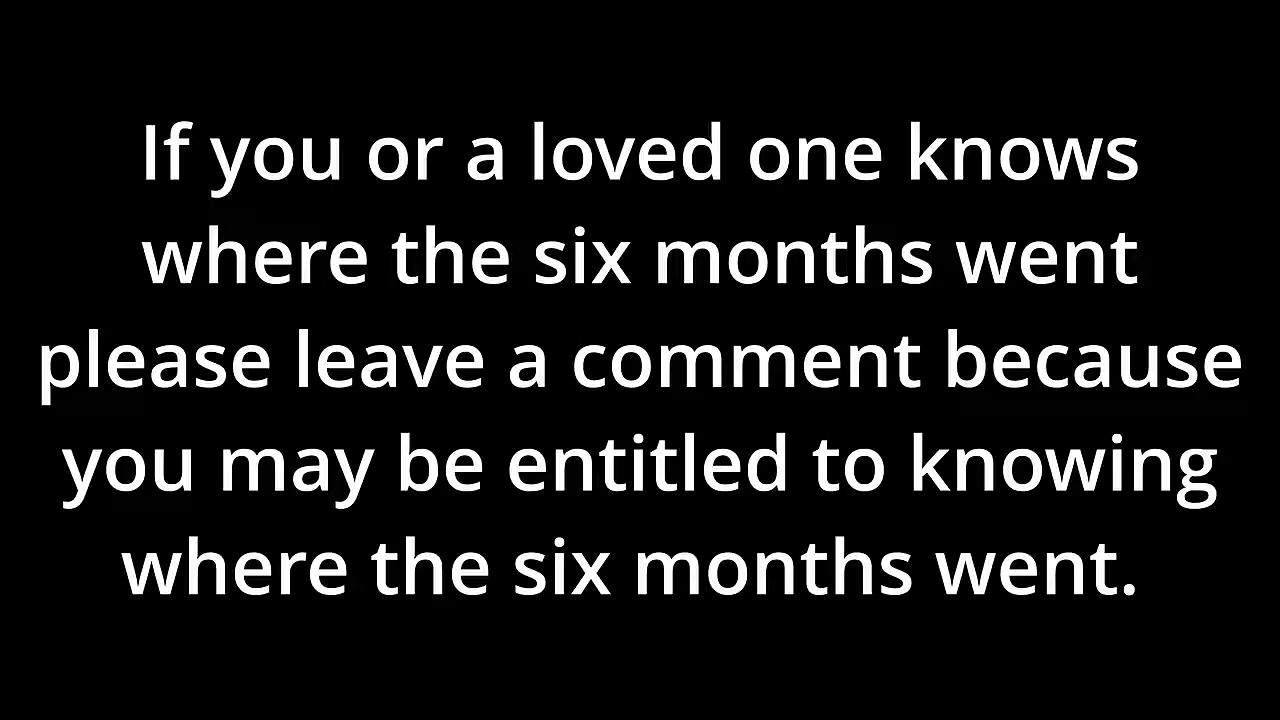 If you or a loved one knows
where the six months went
please leave a comment because
you may be entitled to knowing
where the six months went.